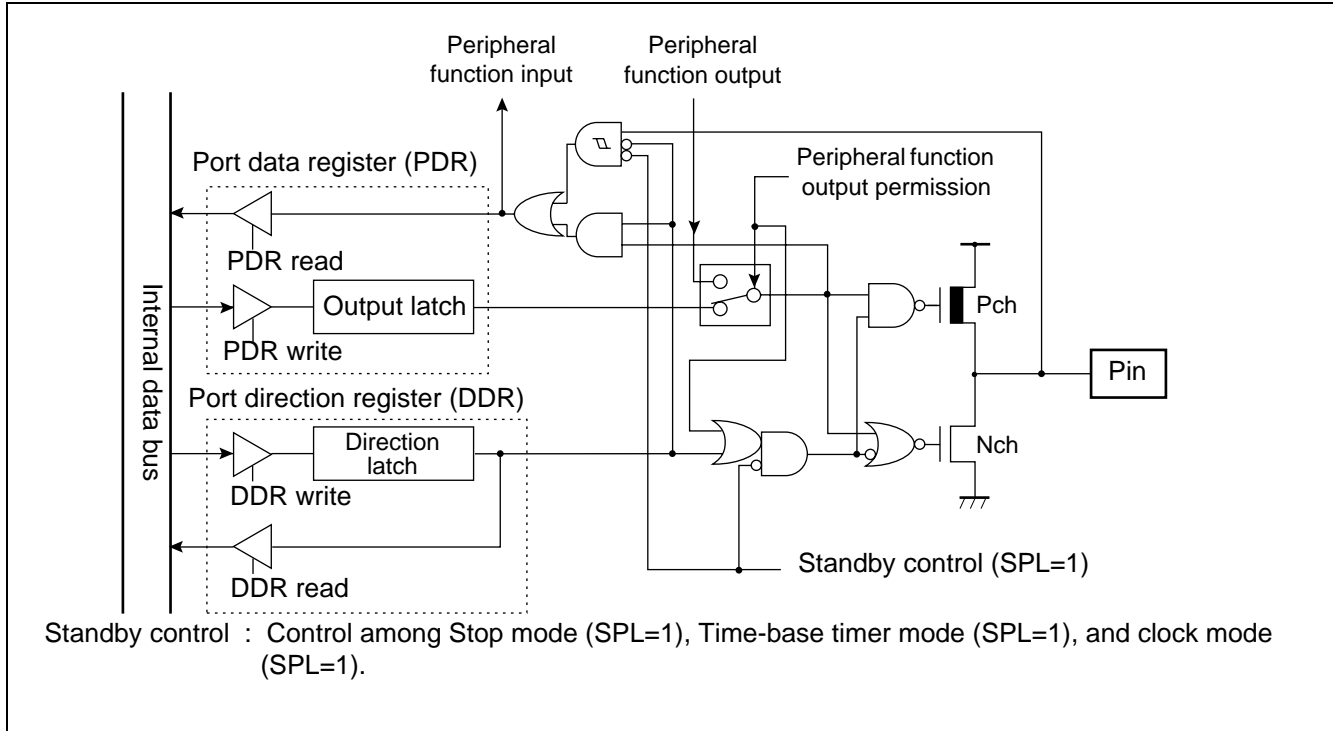 Peripheral
function input
Peripheral
function output
Port data register (PDR)
Peripheral function
output permission
PDR read
Output latch
PDR write
Pch
Pin
Internal data bus
Port direction register (DDR)
Direction
latch
Nch
DDR write
DDR read
Standby control (SPL=1)
Standby control : Control among Stop mode (SPL=1), Time-base timer mode (SPL=1), and clock mode
(SPL=1).